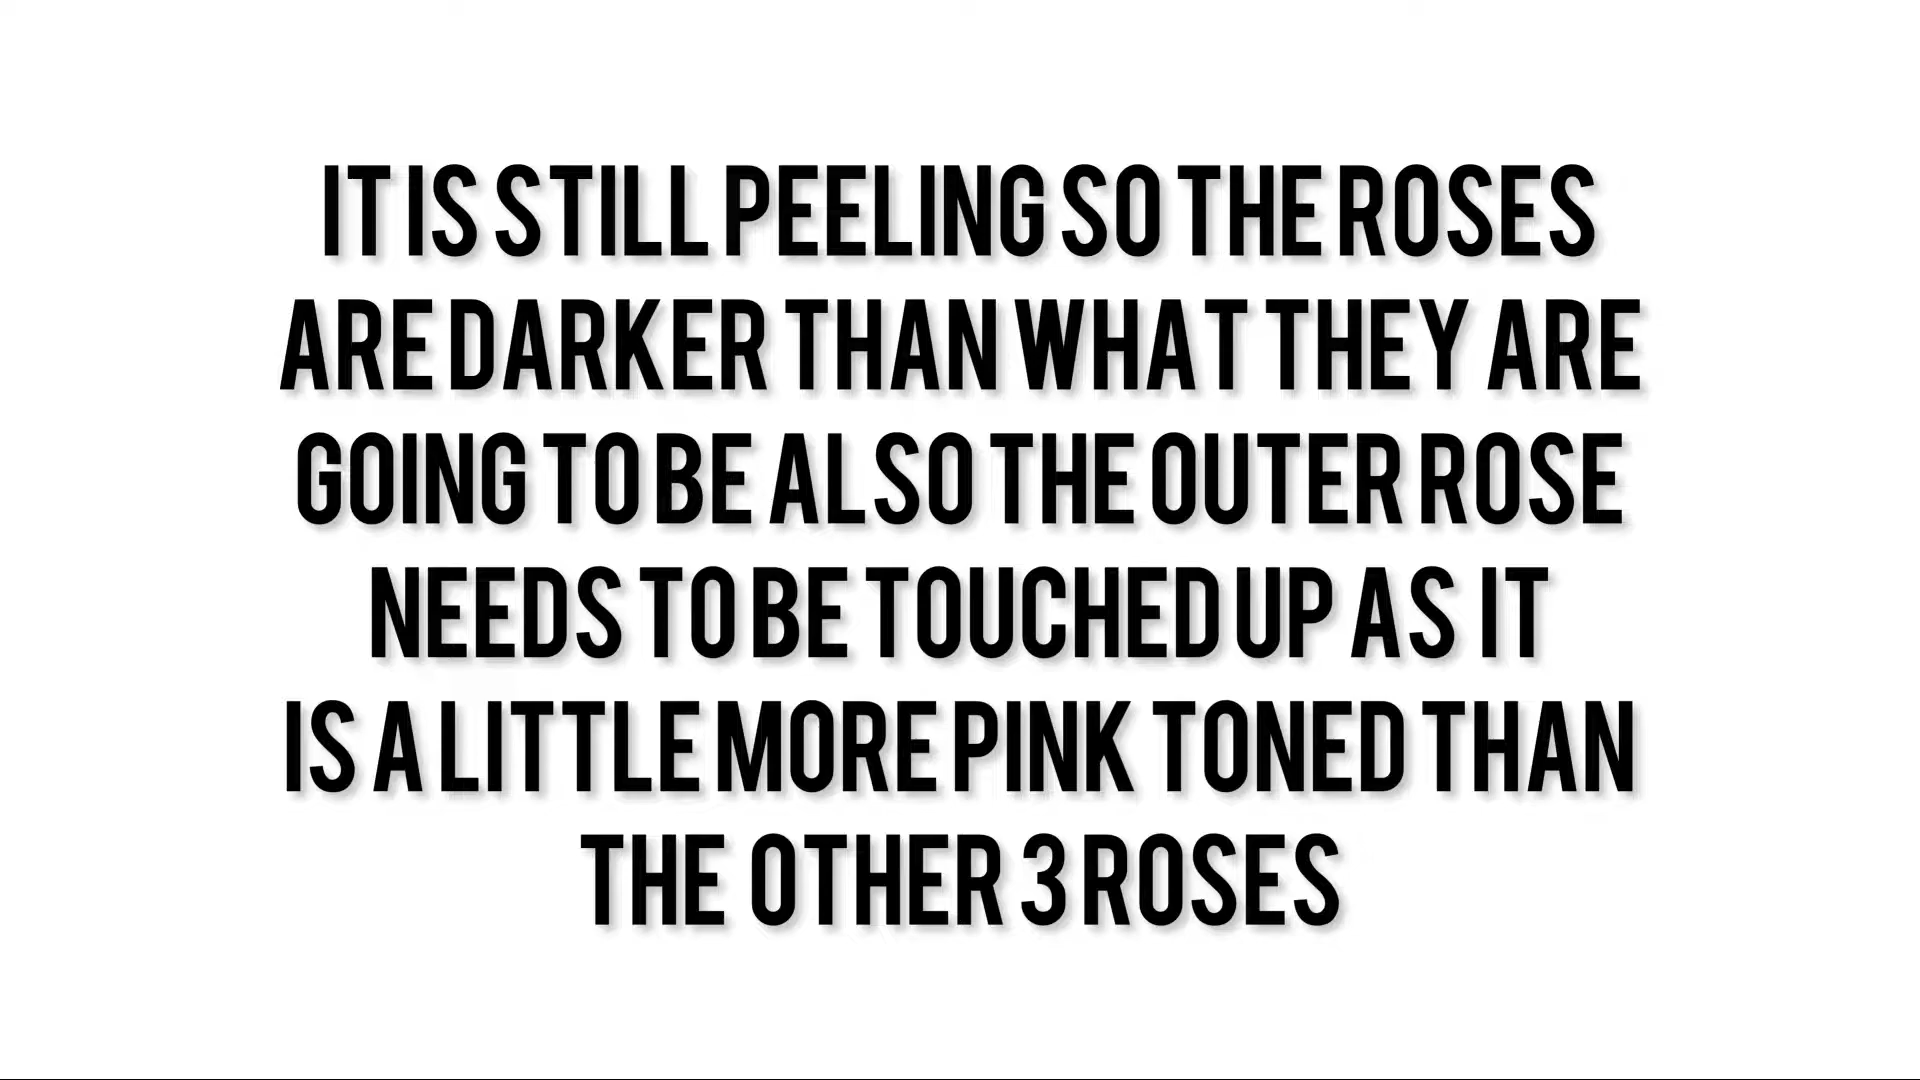 IT IS STILL PEELING SO THE ROSES
ARE DARKER THAN WHAT THEY ARE
GOING TO BE ALSO THE OUTER ROSE
NEEDS TO BE TOUCHED UP AS IT
IS A LITTLE MORE PINK TONED THAN
THE OTHER 3 ROSES